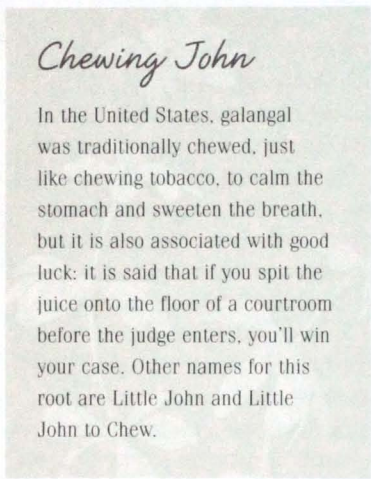 Chewing John
In the United States, galangal
was traditionally chewed, just
like chewing tobacco, to calm the
stomach and sweeten the breath,
but it is also associated with good
luck: it is said that if you spit the
juice onto the floor of a courtroom
before the judge enters, you'll win
your case. Other names for this
root are Little John and Little
John to Chew.